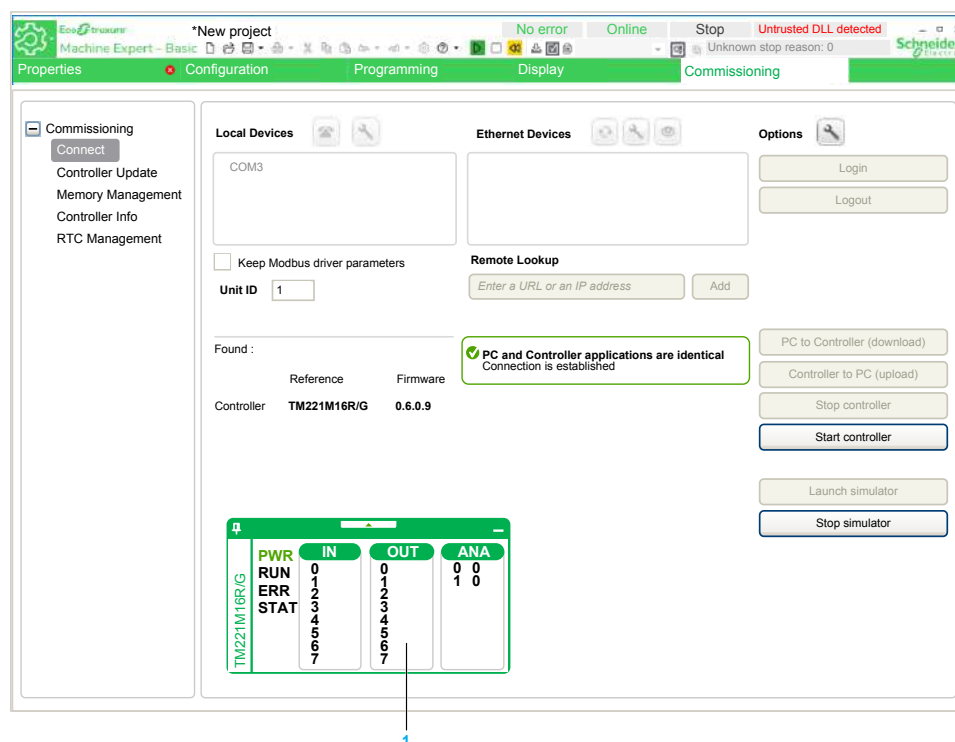 EcoStruxure
Machine Expert - Basic
*New project
No error Online Stop Untrusted DLL detected
Unknown stop reason: 0
Schneide
Electri
Properties Configuration Programming Display Commissioning
Commissioning
Connect
Controller Update
Memory Management
Controller Info
RTC Management
Local Devices
COM3
Ethernet Devices
Options
Login
Logout
Keep Modbus driver parameters
Unit ID 1
Remote Lookup
Enter a URL or an IP address Add
Found :
Reference Firmware
Controller TM221M16R/G 0.6.0.9
PC and Controller applications are identical
Connection is established
PC to Controller (download)
Controller to PC (upload)
Stop controller
Start controller
Launch simulator
Stop simulator
TM221M16R/G
PWR
RUN
ERR
STAT
IN
0
1
2
3
4
5
6
7
OUT
0
1
2
3
4
5
6
7
ANA
0 0
1 0
1